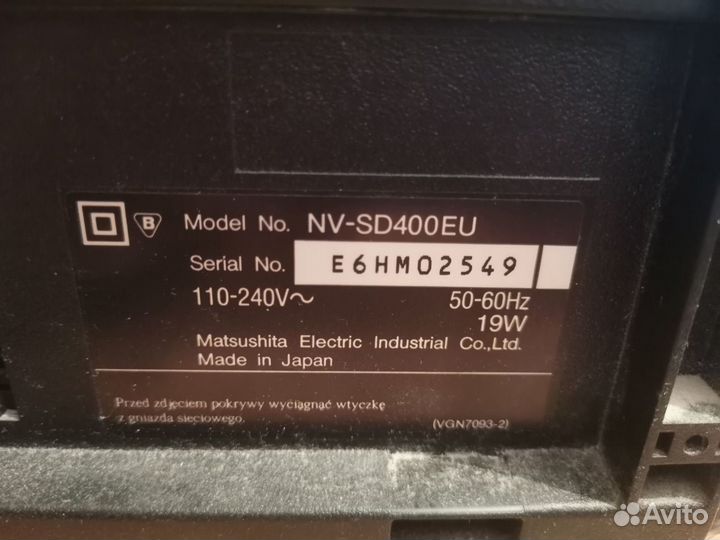 B
Model No. NV-SD400EU
Serial No. E6HM02549
110-240V～ 50-60Hz
19W
Matsushita Electric Industrial Co.,Ltd.
Made in Japan
Przed zdjęciem pokrywy wyciągnąć wtyczkę
z gniazda sieciowego.
(VGN7093-2)
Avito